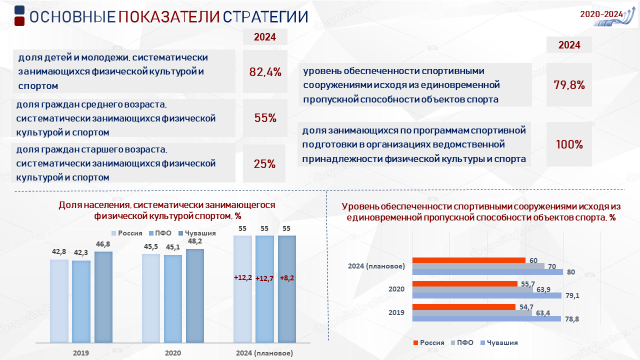 ОСНОВНЫЕ ПОКАЗАТЕЛИ СТРАТЕГИИ
2020-2024
2024
доля детей и молодежи, систематически
занимающихся физической культурой и
спортом
82,4%
доля граждан среднего возраста,
систематически занимающихся физической
культурой и спортом
55%
доля граждан старшего возраста,
систематически занимающихся физической
культурой и спортом
25%
2024
уровень обеспеченности спортивными
сооружениями исходя из единовременной
пропускной способности объектов спорта
79,8%
доля занимающихся по программам спортивной
подготовки в организациях ведомственной
принадлежности физической культуры и спорта
100%
Доля населения, систематически занимающегося
физической культурой спортом, %
Россия ПФО Чувашия
42,8 42,3 46,8
45,5 45,1 48,2
55 55 55
+12,2 +12,7 +8,2
2019 2020 2024 (плановое)
Уровень обеспеченности спортивными сооружениями исходя из
единовременной пропускной способности объектов спорта, %
2024 (плановое)
60
70
80
2020
55,7
63,9
79,1
2019
54,7
63,4
78,8
Россия ПФО Чувашия